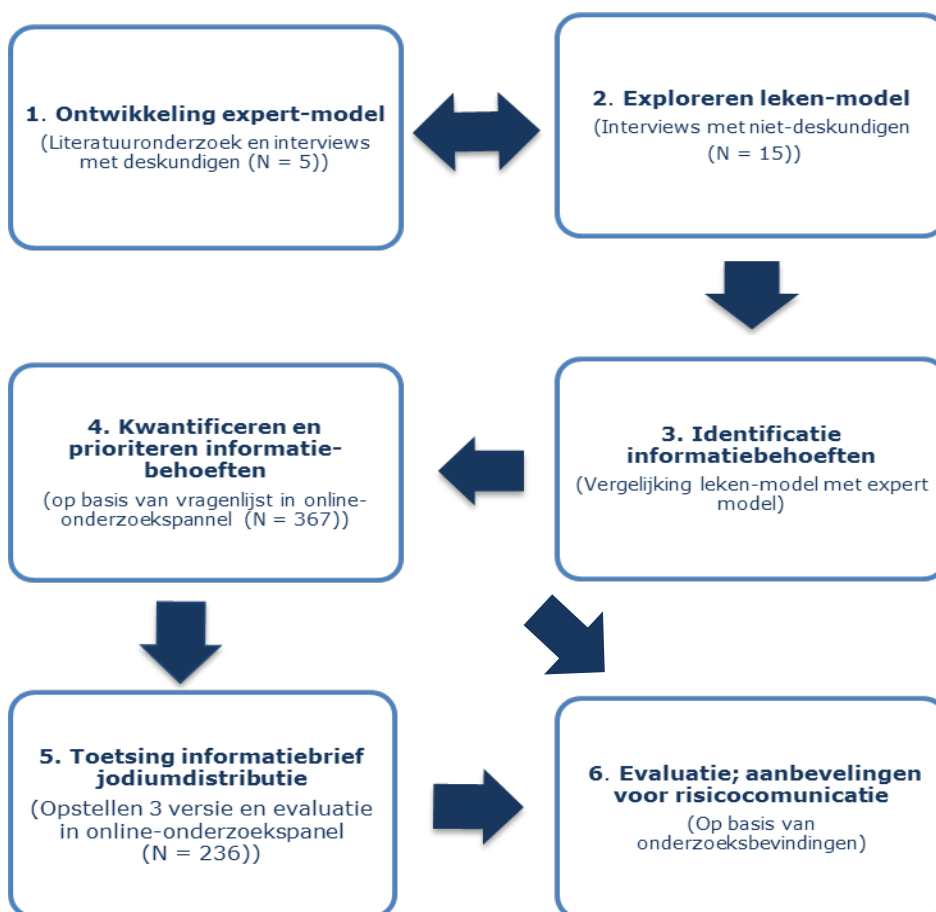 1. Ontwikkeling expert-model
(Literatuuronderzoek en interviews
met deskundigen (N = 5))
2. Exploreren leken-model
(Interviews met niet-deskundigen
(N = 15))
3. Identificatie
informatiebehoeften
(Vergelijking leken-model met expert
model)
4. Kwantificeren en
prioriteren informatie-
behoeften
(op basis van vragenlijst in online-
onderzoekspannel (N = 367))
5. Toetsing informatiebrief
jodiumdistributie
(Opstellen 3 versie en evaluatie
in online-onderzoekspanel
(N = 236))
6. Evaluatie; aanbevelingen
voor risicocomunicatie
(Op basis van
onderzoeksbevindingen)